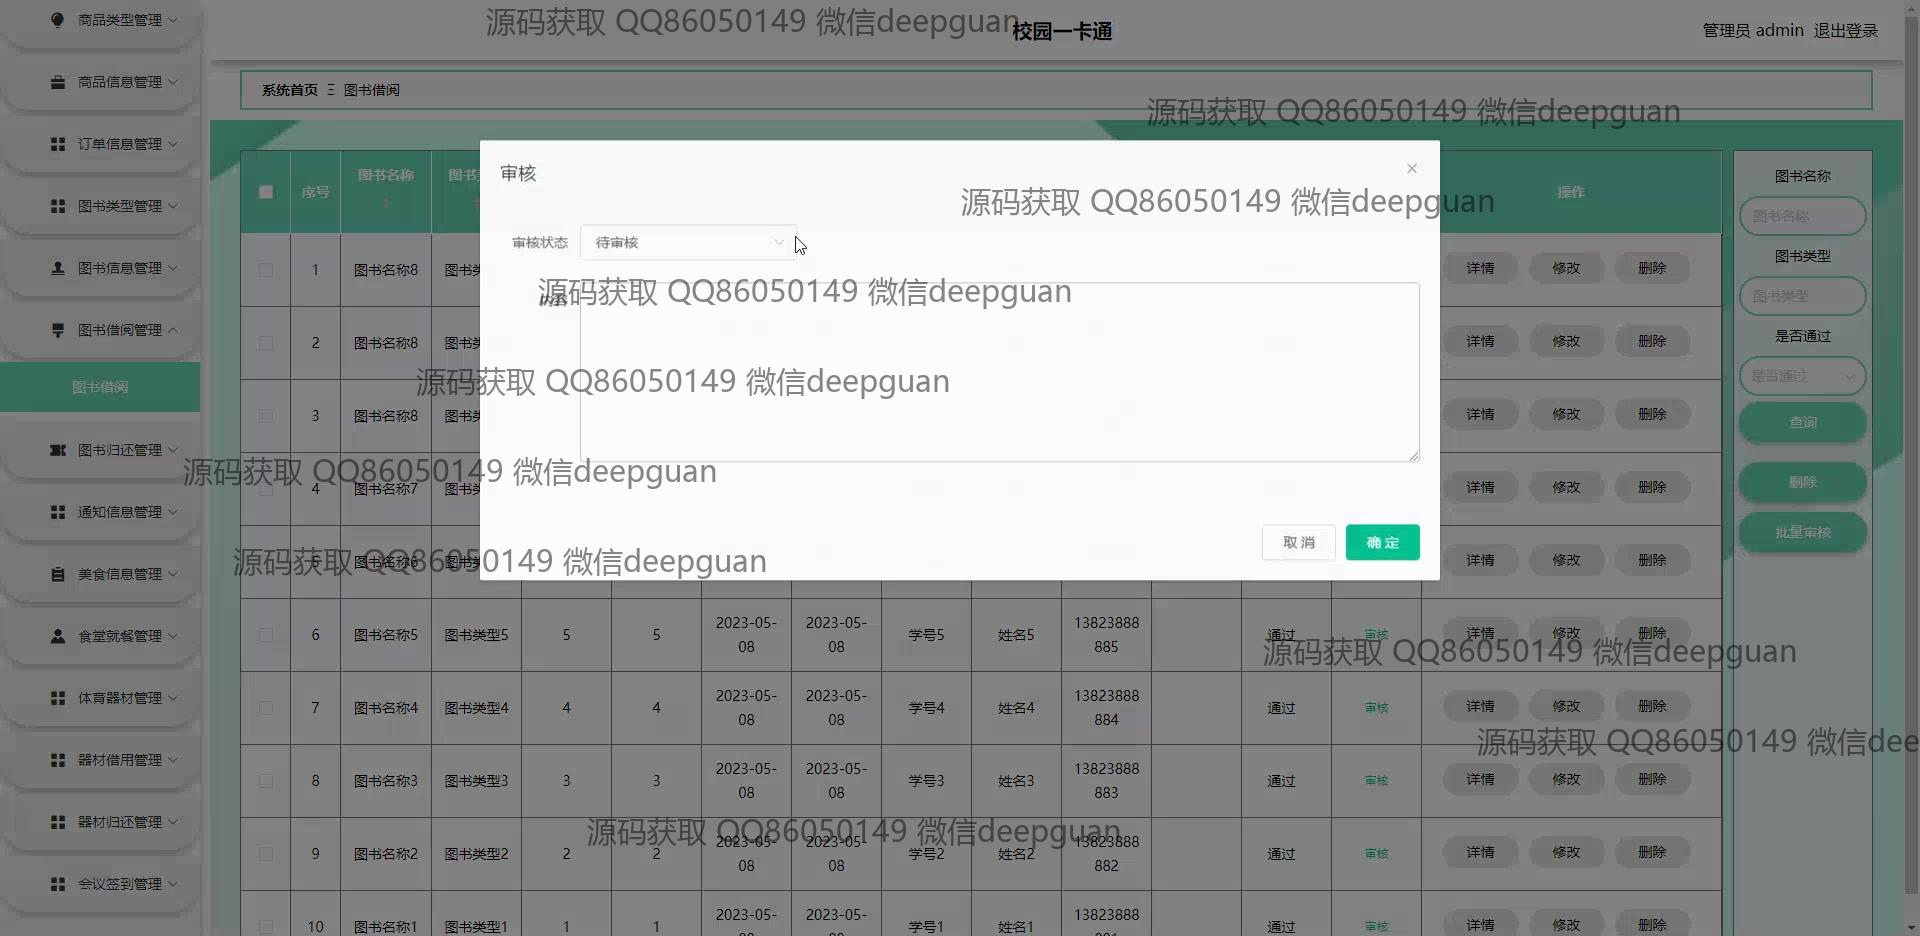 校园一卡通
管理员 admin 退出登录
源码获取 QQ86050149 微信deepguan
商品类型管理
商品信息管理
订单信息管理
图书类型管理
图书信息管理
图书借阅管理
图书借阅
图书归还管理
通知信息管理
美食信息管理
食堂就餐管理
体育器材管理
器材借用管理
器材归还管理
会议签到管理
系统首页 Ξ 图书借阅
源码获取 QQ86050149 微信deepguan
审核
源码获取 QQ86050149 微信deepguan
审核状态 待审核
内容
源码获取 QQ86050149 微信deepguan
源码获取 QQ86050149 微信deepguan
源码获取 QQ86050149 微信deepguan
源码获取 QQ86050149 微信deepguan
取消 确定
序号 图书名称 图书 操作
1 图书名称8 图书类 详情 修改 删除
2 图书名称8 图书类 详情 修改 删除
3 图书名称8 图书类 详情 修改 删除
4 图书名称7 图书类 详情 修改 删除
5 图书名称6 图书类 详情 修改 删除
6 图书名称5 图书类型5 5 5 2023-05-08 2023-05-08 学号5 姓名5 13823888885 通过 审核 详情 修改 删除
源码获取 QQ86050149 微信deepguan
7 图书名称4 图书类型4 4 4 2023-05-08 2023-05-08 学号4 姓名4 13823888884 通过 审核 详情 修改 删除
源码获取 QQ86050149 微信dee
8 图书名称3 图书类型3 3 3 2023-05-08 2023-05-08 学号3 姓名3 13823888883 通过 审核 详情 修改 删除
源码获取 QQ86050149 微信deepguan
9 图书名称2 图书类型2 2 2 2023-05-08 2023-05-08 学号2 姓名2 13823888882 通过 审核 详情 修改 删除
10 图书名称1 图书类型1 1 1 2023-05- 2023-05- 学号1 姓名1 13823888 通过 审核 详情 修改 删除
图书名称
图书名称
图书类型
图书类型
是否通过
是否通过
查询
删除
批量审核